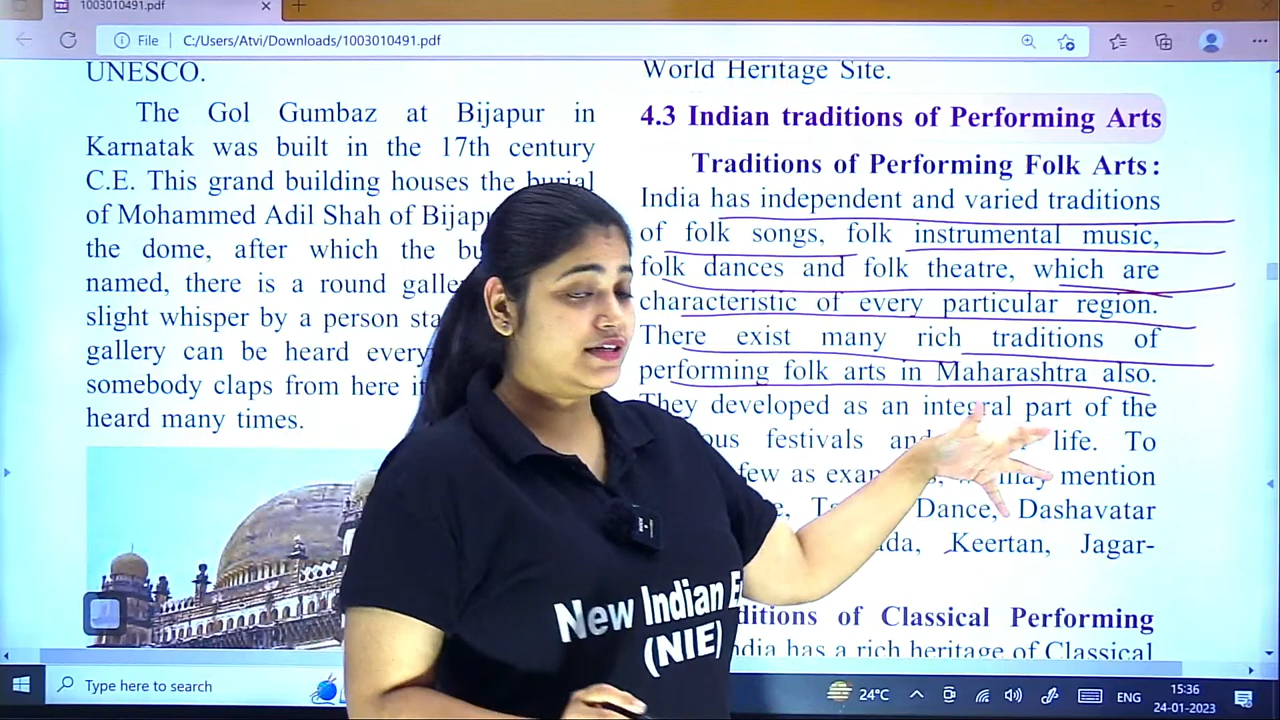 1003010491.pdf
File
C:/Users/Atvi/Downloads/1003010491.pdf
UNESCO.
The Gol Gumbaz at Bijapur in
Karnatak was built in the 17th century
C.E. This grand building houses the burial
of Mohammed Adil Shah of
the dome, after which the
named, there is a round
slight whisper by a person
gallery can be heard
somebody claps from here it
heard many times.
World Heritage Site.
4.3 Indian traditions of Performing Arts
Traditions of Performing Folk Arts:
India has independent and varied traditions
of folk songs, folk instrumental music,
folk dances and folk theatre, which are
characteristic of every particular region.
There exist many rich traditions of
performing folk arts in Maharashtra also.
They developed as an integral part of the
festivals life. To
few as may mention
Dance, Dashavatar
Keertan, Jagar-
of Classical Performing
has a rich heritage of Classical
New Indian
(NIE)
Type here to search
24°C
ENG
15:36
24-01-2023